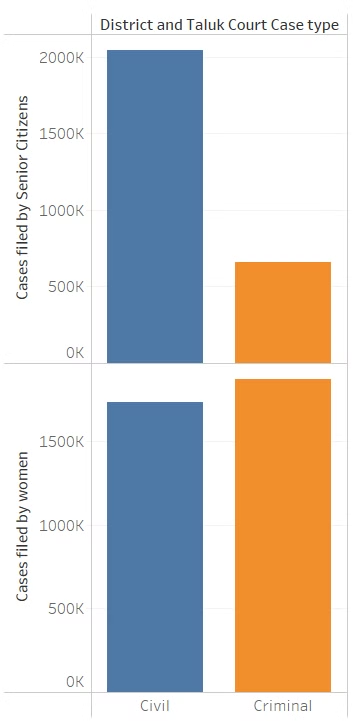 District and Taluk Court Case type
Cases filed by Senior Citizens
2000K
1500K
1000K
500K
0K
Cases filed by women
1500K
1000K
500K
0K
Civil
Criminal